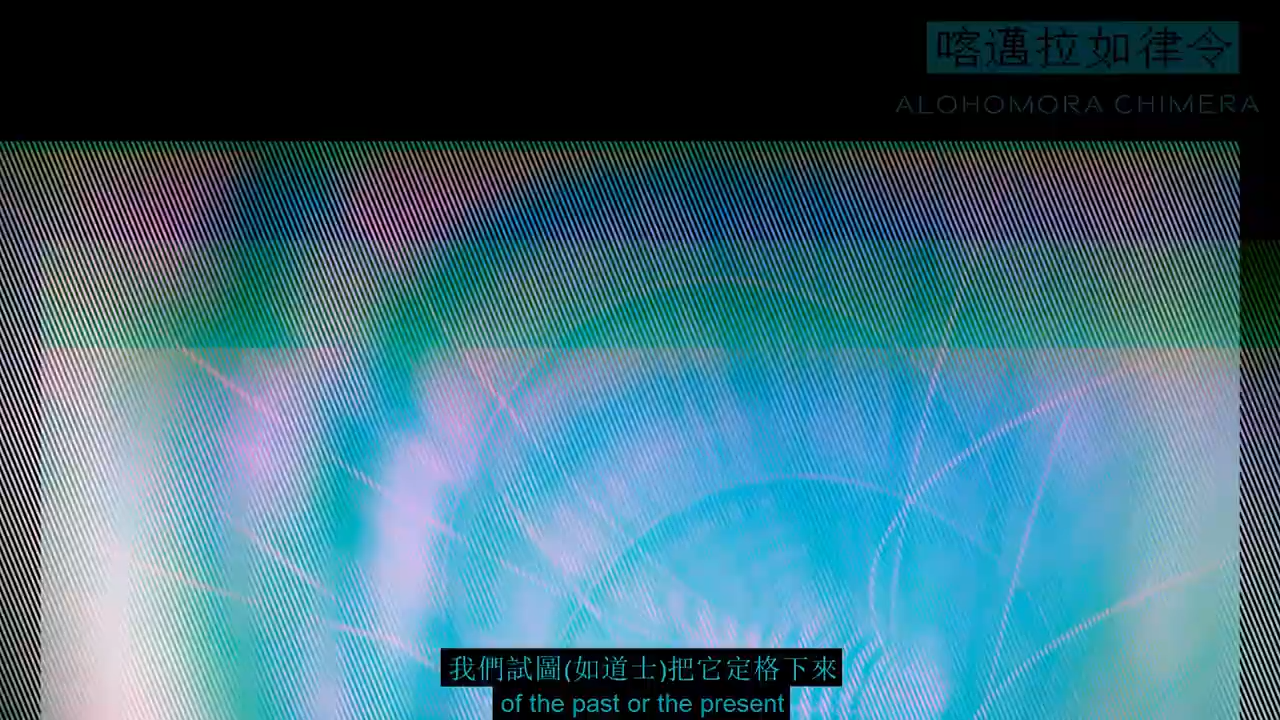 喀邁拉如律令
ALOHOMORA CHIMERA
我們試圖(如道士)把它定格下來
of the past or the present